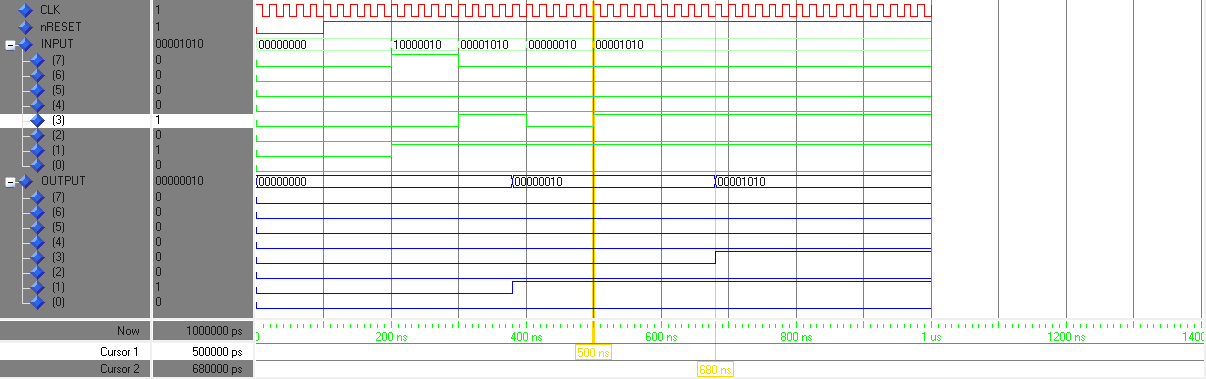 CLK 1
nRESET 1
INPUT 00001010 00000000 10000010 00001010 00000010 00001010
(7) 0
(6) 0
(5) 0
(4) 0
(3) 1
(2) 0
(1) 1
(0) 0
OUTPUT 00000010 00000000 00000010 00001010
(7) 0
(6) 0
(5) 0
(4) 0
(3) 0
(2) 0
(1) 1
(0) 0
Now 1000000 ps 0 200 ns 400 ns 600 ns 800 ns 1 us 1200 ns 1400
Cursor 1 500000 ps 500 ns
Cursor 2 680000 ps 680 ns